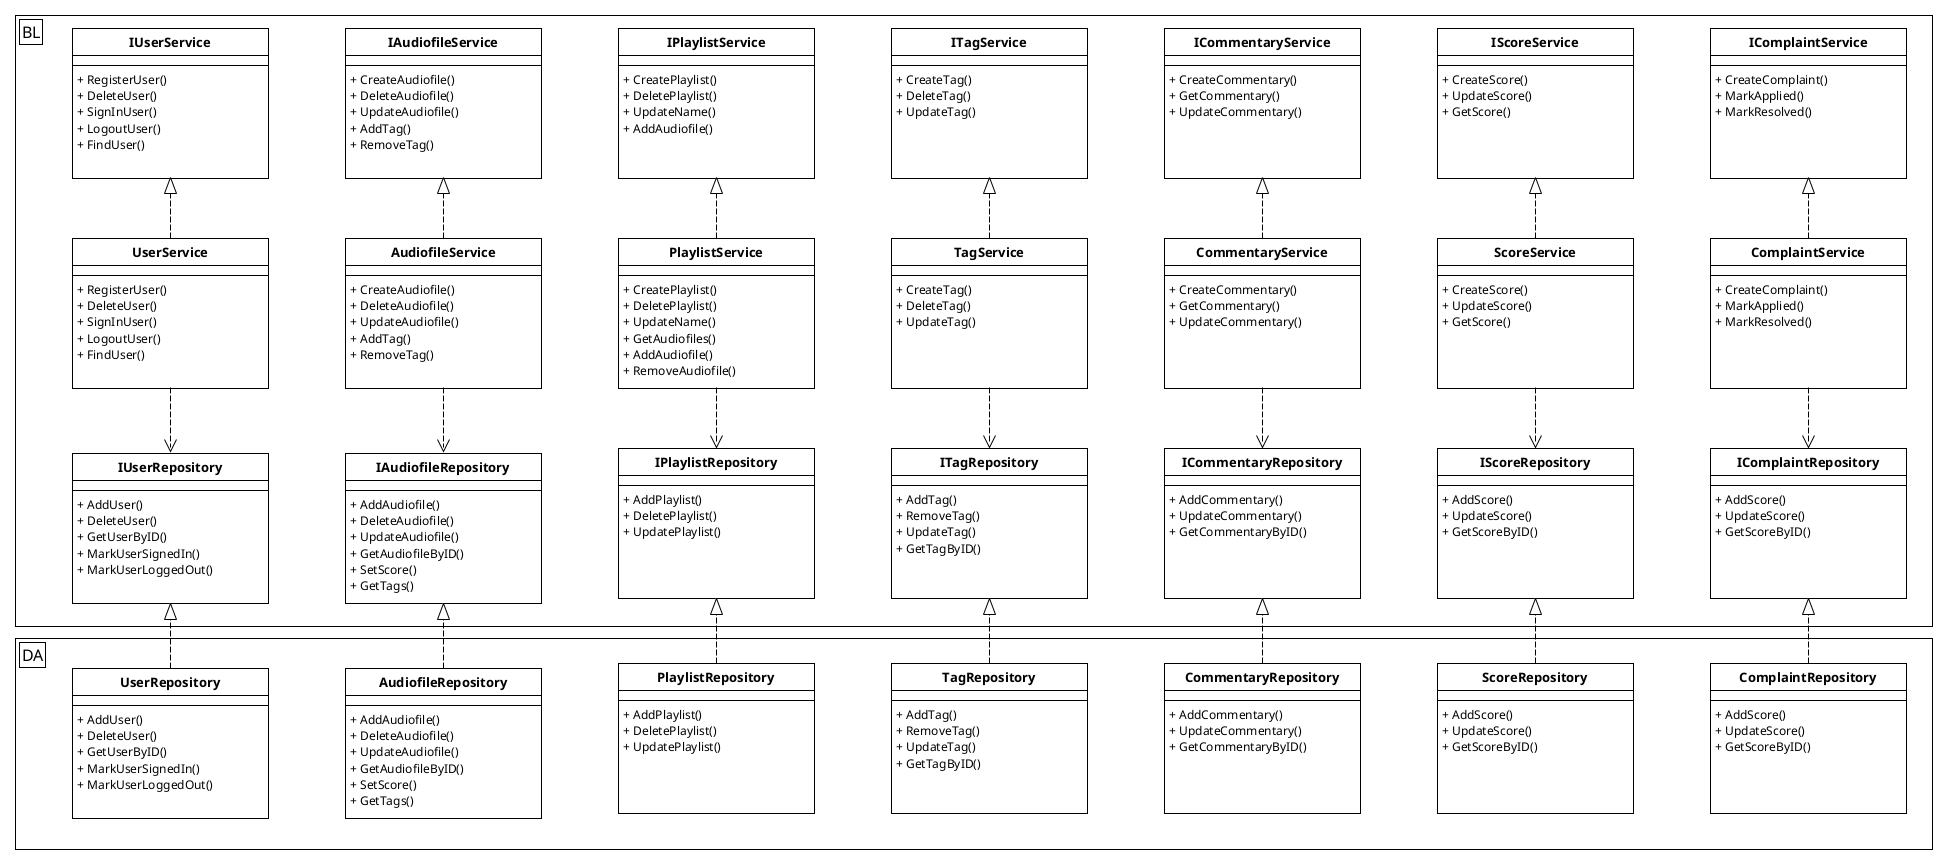 BL
IUserService
+ RegisterUser()
+ DeleteUser()
+ SignInUser()
+ LogoutUser()
+ FindUser()
IAudiofileService
+ CreateAudiofile()
+ DeleteAudiofile()
+ UpdateAudiofile()
+ AddTag()
+ RemoveTag()
IPlaylistService
+ CreatePlaylist()
+ DeletePlaylist()
+ UpdateName()
+ AddAudiofile()
ITagService
+ CreateTag()
+ DeleteTag()
+ UpdateTag()
ICommentaryService
+ CreateCommentary()
+ GetCommentary()
+ UpdateCommentary()
IScoreService
+ CreateScore()
+ UpdateScore()
+ GetScore()
IComplaintService
+ CreateComplaint()
+ MarkApplied()
+ MarkResolved()
UserService
+ RegisterUser()
+ DeleteUser()
+ SignInUser()
+ LogoutUser()
+ FindUser()
AudiofileService
+ CreateAudiofile()
+ DeleteAudiofile()
+ UpdateAudiofile()
+ AddTag()
+ RemoveTag()
PlaylistService
+ CreatePlaylist()
+ DeletePlaylist()
+ UpdateName()
+ GetAudiofiles()
+ AddAudiofile()
+ RemoveAudiofile()
TagService
+ CreateTag()
+ DeleteTag()
+ UpdateTag()
CommentaryService
+ CreateCommentary()
+ GetCommentary()
+ UpdateCommentary()
ScoreService
+ CreateScore()
+ UpdateScore()
+ GetScore()
ComplaintService
+ CreateComplaint()
+ MarkApplied()
+ MarkResolved()
IUserRepository
+ AddUser()
+ DeleteUser()
+ GetUserByID()
+ MarkUserSignedIn()
+ MarkUserLoggedOut()
IAudiofileRepository
+ AddAudiofile()
+ DeleteAudiofile()
+ UpdateAudiofile()
+ GetAudiofileByID()
+ SetScore()
+ GetTags()
IPlaylistRepository
+ AddPlaylist()
+ DeletePlaylist()
+ UpdatePlaylist()
ITagRepository
+ AddTag()
+ RemoveTag()
+ UpdateTag()
+ GetTagByID()
ICommentaryRepository
+ AddCommentary()
+ UpdateCommentary()
+ GetCommentaryByID()
IScoreRepository
+ AddScore()
+ UpdateScore()
+ GetScoreByID()
IComplaintRepository
+ AddScore()
+ UpdateScore()
+ GetScoreByID()
DA
UserRepository
+ AddUser()
+ DeleteUser()
+ GetUserByID()
+ MarkUserSignedIn()
+ MarkUserLoggedOut()
AudiofileRepository
+ AddAudiofile()
+ DeleteAudiofile()
+ UpdateAudiofile()
+ GetAudiofileByID()
+ SetScore()
+ GetTags()
PlaylistRepository
+ AddPlaylist()
+ DeletePlaylist()
+ UpdatePlaylist()
TagRepository
+ AddTag()
+ RemoveTag()
+ UpdateTag()
+ GetTagByID()
CommentaryRepository
+ AddCommentary()
+ UpdateCommentary()
+ GetCommentaryByID()
ScoreRepository
+ AddScore()
+ UpdateScore()
+ GetScoreByID()
ComplaintRepository
+ AddScore()
+ UpdateScore()
+ GetScoreByID()